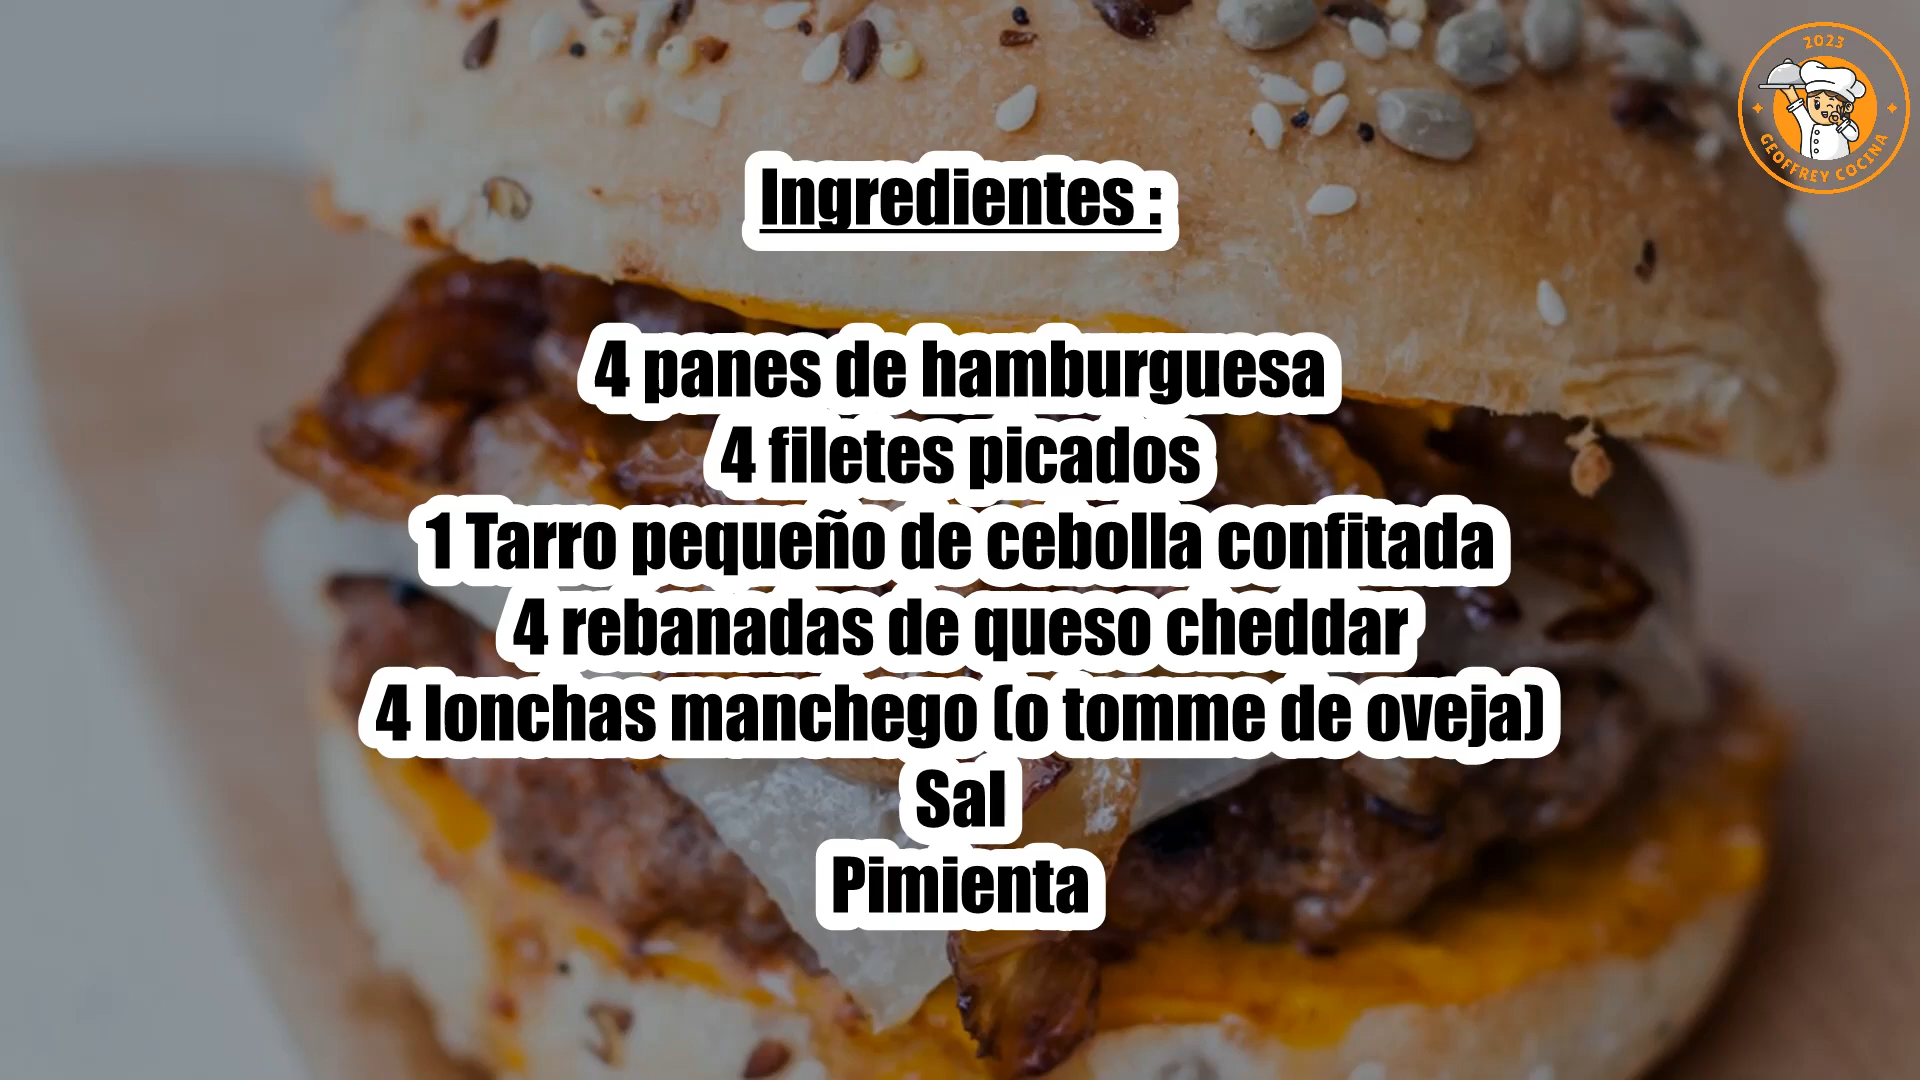 2023
GEOFFREY COCINA
Ingredientes :
4 panes de hamburguesa
4 filetes picados
1 Tarro pequeño de cebolla confitada
4 rebanadas de queso cheddar
4 lonchas manchego (o tomme de oveja)
Sal
Pimienta